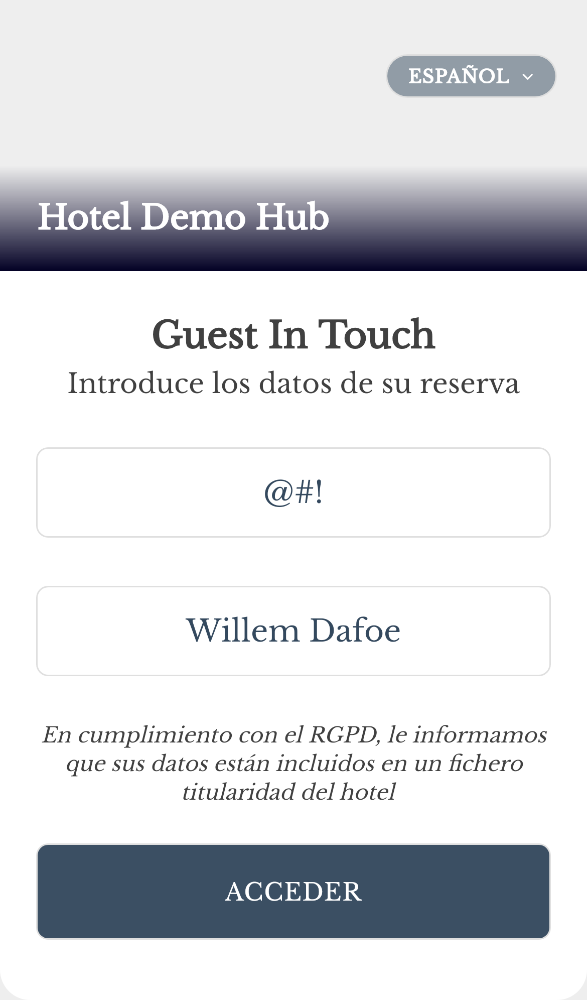 ESPAÑOL
Hotel Demo Hub
Guest In Touch
Introduce los datos de su reserva
@#!
Willem Dafoe
En cumplimiento con el RGPD, le informamos
que sus datos están incluidos en un fichero
titularidad del hotel
ACCEDER